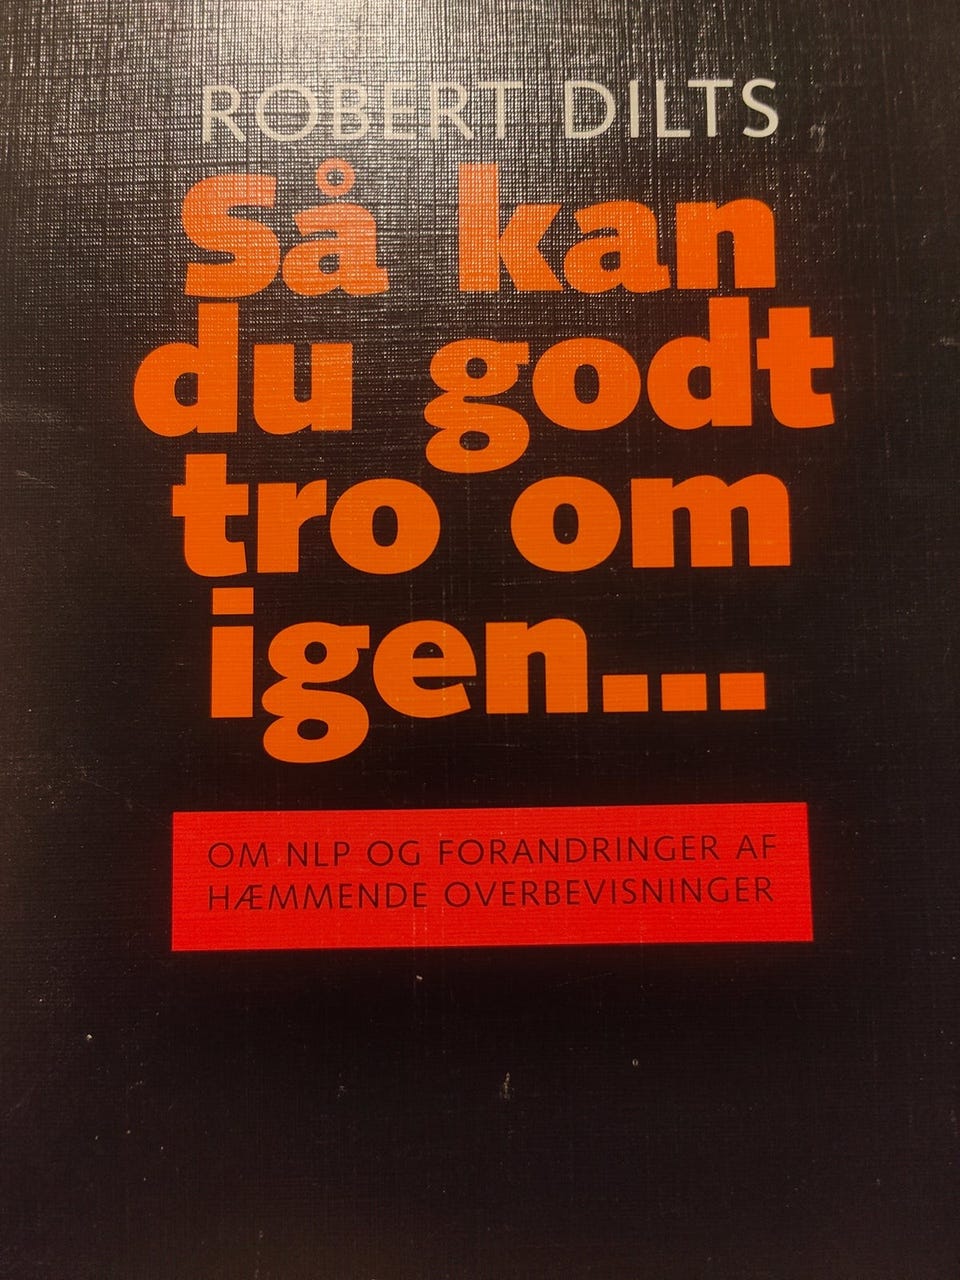 ROBERT DILTS
Så kan
du godt
tro om
igen...
OM NLP OG FORANDRINGER AF
HÆMMENDE OVERBEVISNINGER